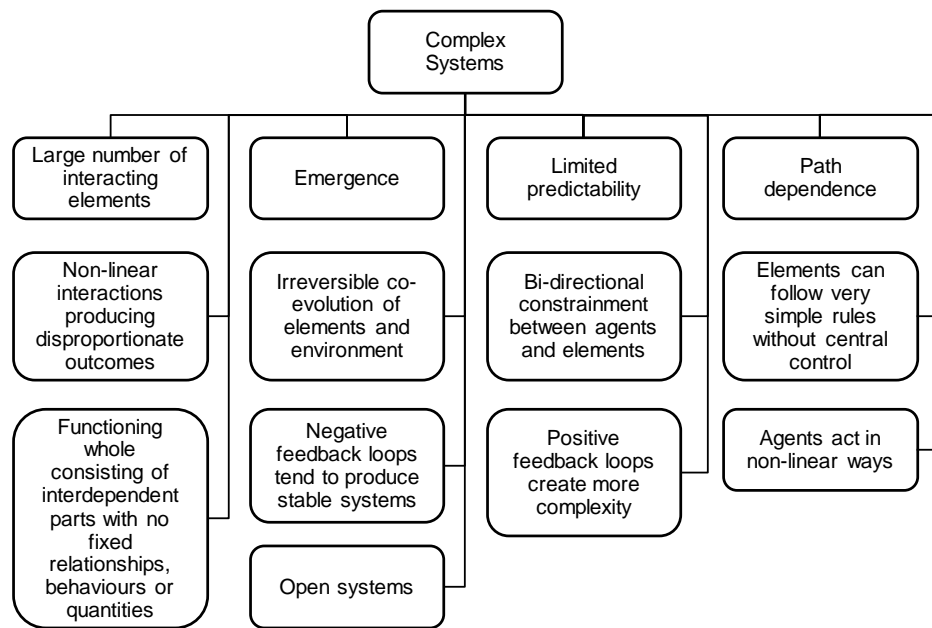 Complex
Systems
Large number of
interacting
elements
Emergence
Limited
predictability
Path
dependence
Non-linear
interactions
producing
disproportionate
outcomes
Irreversible co-
evolution of
elements and
environment
Bi-directional
constrainment
between agents
and elements
Elements can
follow very
simple rules
without central
control
Functioning
whole
consisting of
interdependent
parts with no
fixed
relationships,
behaviours or
quantities
Negative
feedback loops
tend to produce
stable systems
Positive
feedback loops
create more
complexity
Agents act in
non-linear ways
Open systems